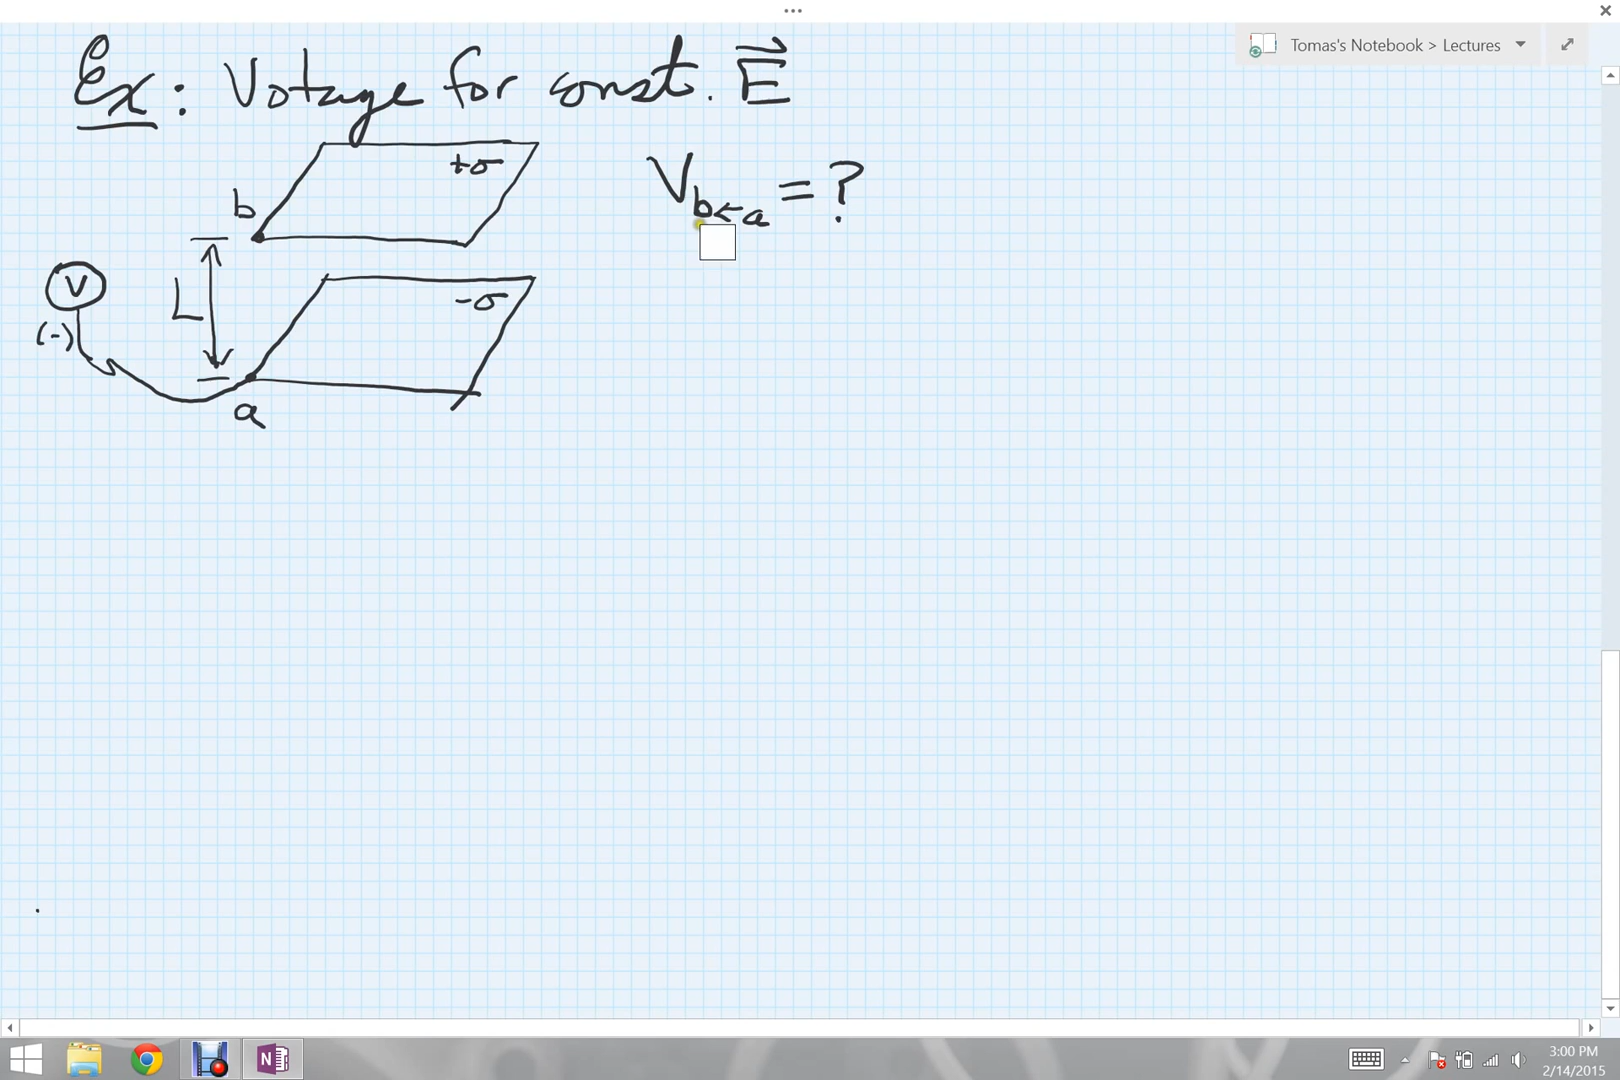 Tomas's Notebook > Lectures
Ex: Votage for const. E⃗
+σ
b
V_b←a = ?
V
L
-σ
(-)
a
3:00 PM
2/14/2015